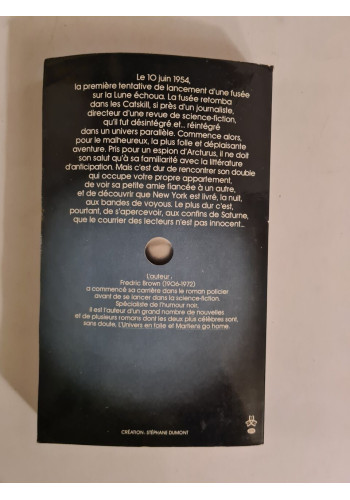 Le 10 juin 1954,
la première tentative de lancement d'une fusée
sur la Lune échoua. La fusée retomba
dans les Catskill, si près d'un journaliste,
directeur d'une revue de science-fiction,
qu'il fut désintégré et... réintégré
dans un univers parallèle. Commence alors,
pour le malheureux, la plus folle et déplaisante
aventure. Pris pour un espion d'Arcturus, il ne doit
son salut qu'à sa familiarité avec la littérature
d'anticipation. Mais c'est dur de rencontrer son double
qui occupe votre propre appartement,
de voir sa petite amie fiancée à un autre,
et de découvrir que New York est livré, la nuit,
aux bandes de voyous. Le plus dur c'est,
pourtant, de s'apercevoir, aux confins de Saturne,
que le courrier des lecteurs n'est pas innocent...
L'auteur :
Fredric Brown (1906-1972)
a commencé sa carrière dans le roman policier
avant de se lancer dans la science-fiction.
Spécialiste de l'humour noir,
il est l'auteur d'un grand nombre de nouvelles
et de plusieurs romans dont les deux plus célèbres sont,
sans doute, L'Univers en folie et Martiens go home.
CRÉATION : STÉPHANE DUMONT